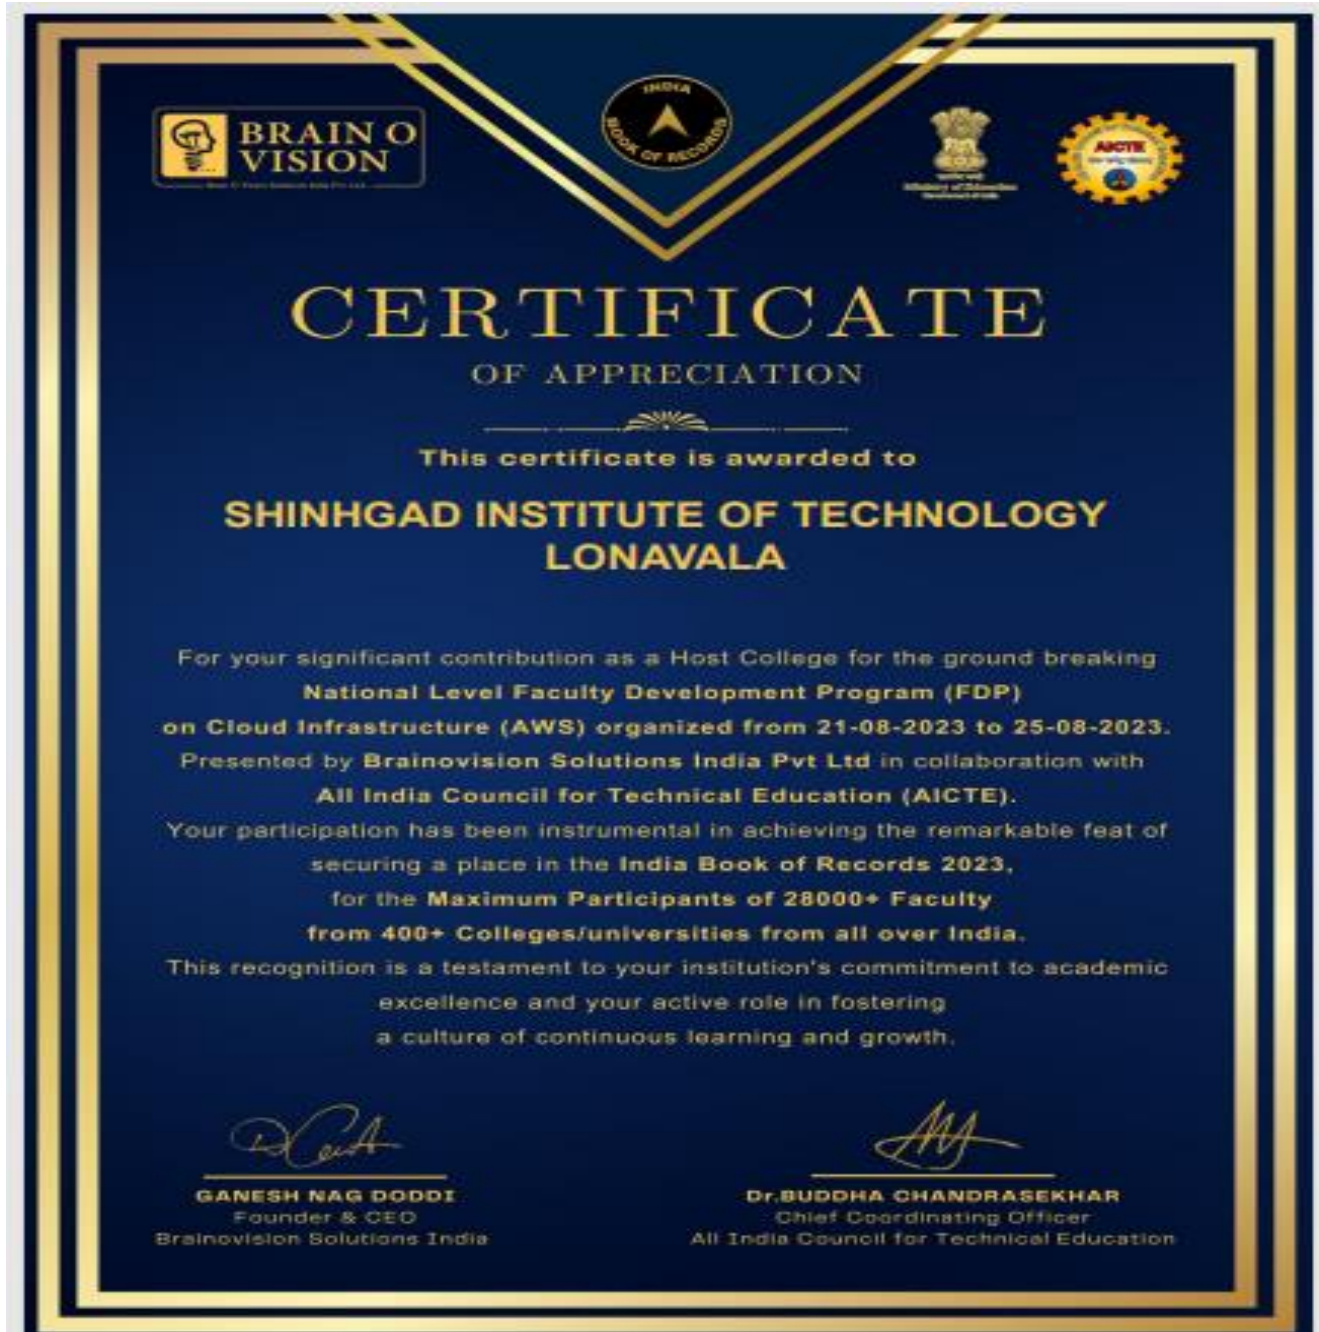 BRAIN O
VISION
INDIA
BOOK OF RECORDS
Ministry of Education
Government of India
AICTE
CERTIFICATE
OF APPRECIATION
This certificate is awarded to
SHINHGAD INSTITUTE OF TECHNOLOGY
LONAVALA
For your significant contribution as a Host College for the ground breaking
National Level Faculty Development Program (FDP)
on Cloud Infrastructure (AWS) organized from 21-08-2023 to 25-08-2023.
Presented by Brainovision Solutions India Pvt Ltd in collaboration with
All India Council for Technical Education (AICTE).
Your participation has been instrumental in achieving the remarkable feat of
securing a place in the India Book of Records 2023,
for the Maximum Participants of 28000+ Faculty
from 400+ Colleges/universities from all over India.
This recognition is a testament to your institution's commitment to academic
excellence and your active role in fostering
a culture of continuous learning and growth.
GANESH NAG DODDI
Founder & CEO
Brainovision Solutions India
Dr.BUDDHA CHANDRASEKHAR
Chief Coordinating Officer
All India Council for Technical Education